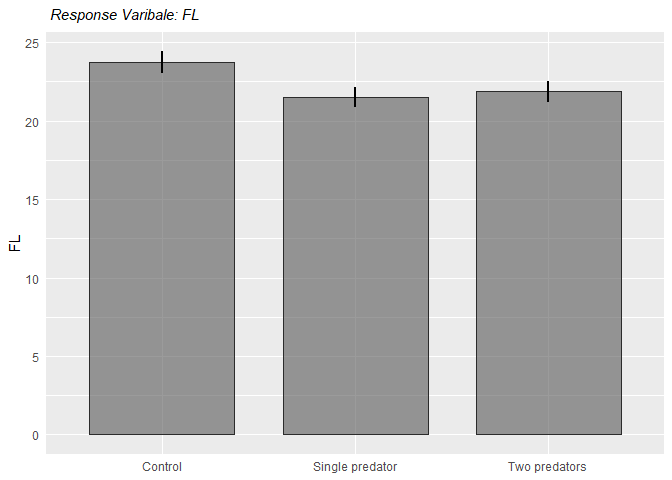 Response Varibale: FL
25
20
15
10
5
0
FL
Control
Single predator
Two predators